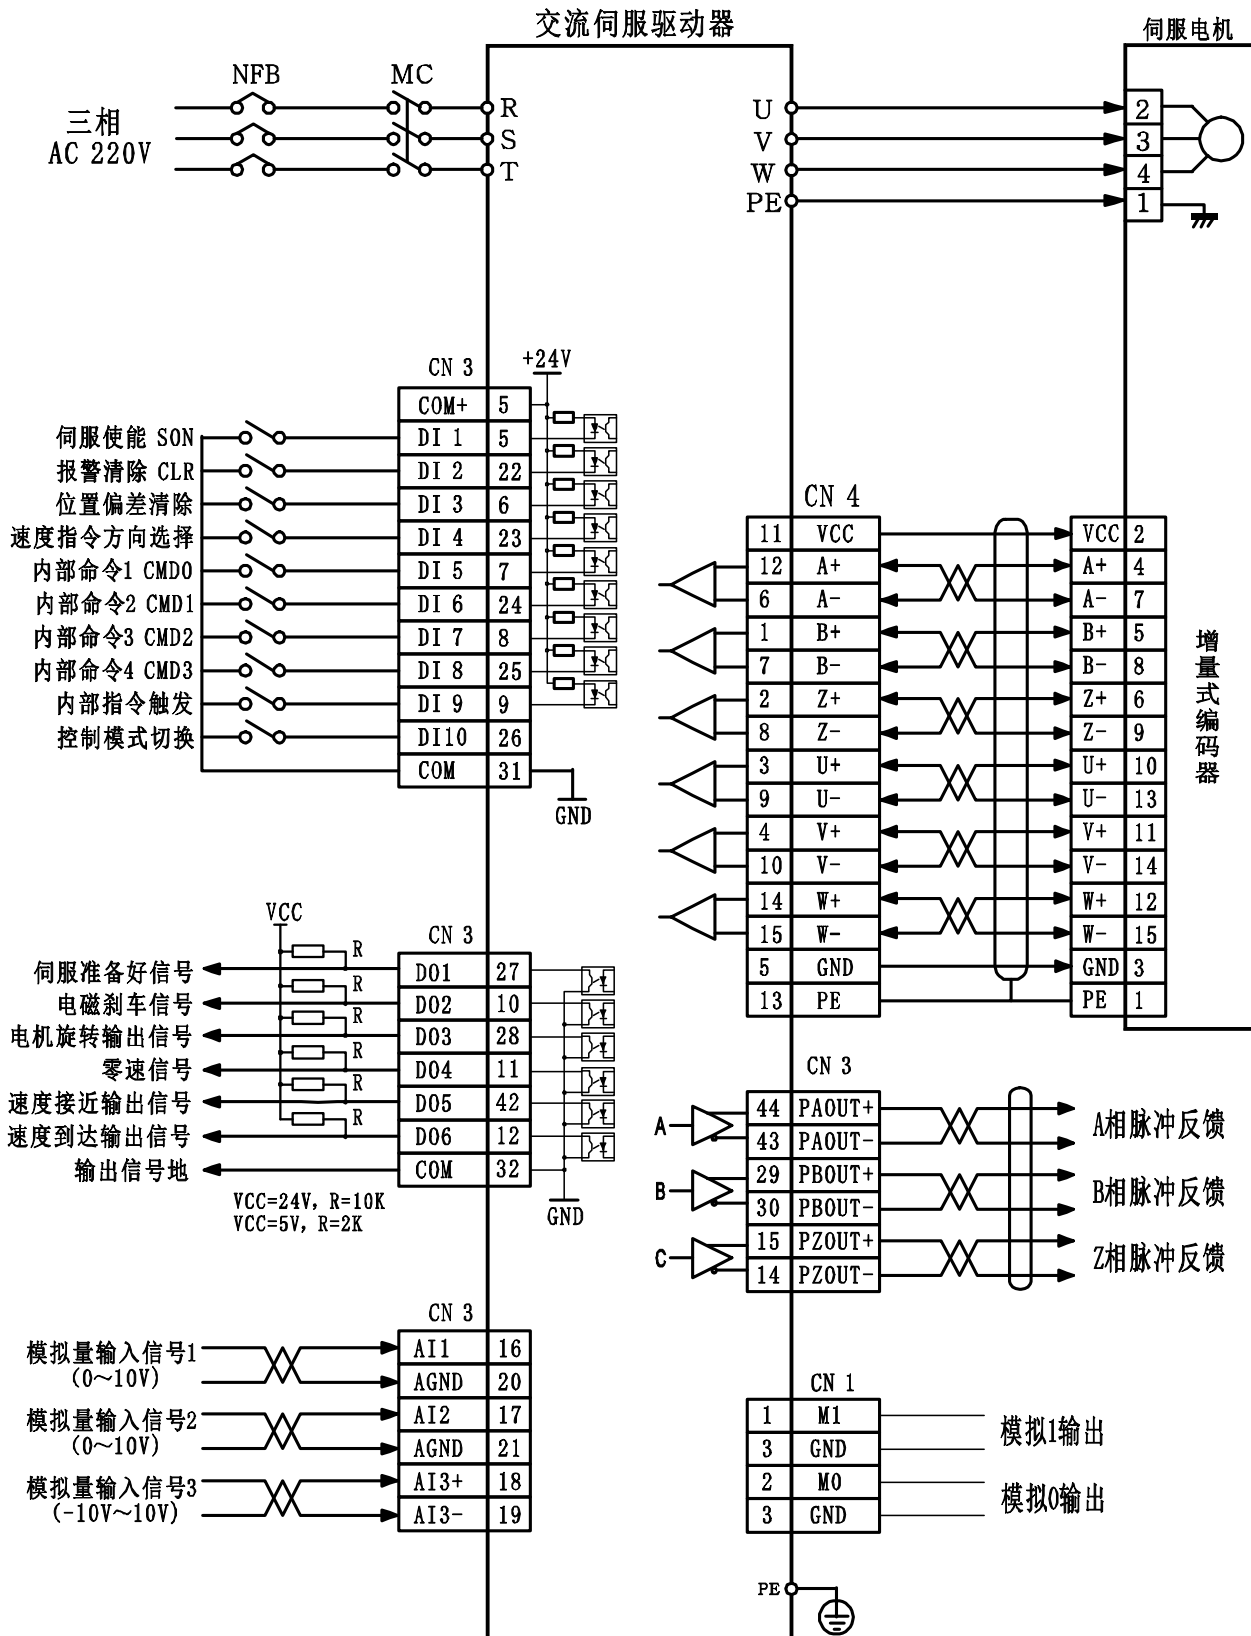 交流伺服驱动器
伺服电机
NFB
MC
三相
AC 220V
R
S
T
U
V
W
PE
2
3
4
1
CN 3
+24V
COM+ 5
伺服使能 SON DI 1 5
报警清除 CLR DI 2 22
位置偏差清除 DI 3 6
速度指令方向选择 DI 4 23
内部命令1 CMD0 DI 5 7
内部命令2 CMD1 DI 6 24
内部命令3 CMD2 DI 7 8
内部命令4 CMD3 DI 8 25
内部指令触发 DI 9 9
控制模式切换 DI10 26
COM 31
GND
CN 4
11 VCC VCC 2
12 A+ A+ 4
6 A- A- 7
1 B+ B+ 5
7 B- B- 8
2 Z+ Z+ 6
8 Z- Z- 9
3 U+ U+ 10
9 U- U- 13
4 V+ V+ 11
10 V- V- 14
14 W+ W+ 12
15 W- W- 15
5 GND GND 3
13 PE PE 1
增量式编码器
VCC
CN 3
R
伺服准备好信号 DO1 27
R
电磁刹车信号 DO2 10
R
电机旋转输出信号 DO3 28
R
零速信号 DO4 11
R
速度接近输出信号 DO5 42
R
速度到达输出信号 DO6 12
输出信号地 COM 32
VCC=24V, R=10K
VCC=5V, R=2K
GND
CN 3
A
44 PAOUT+
43 PAOUT-
A相脉冲反馈
B
29 PBOUT+
30 PBOUT-
B相脉冲反馈
C
15 PZOUT+
14 PZOUT-
Z相脉冲反馈
CN 3
模拟量输入信号1
(0~10V)
AI1 16
AGND 20
模拟量输入信号2
(0~10V)
AI2 17
AGND 21
模拟量输入信号3
(-10V~10V)
AI3+ 18
AI3- 19
CN 1
1 M1
3 GND
模拟1输出
2 M0
3 GND
模拟0输出
PE